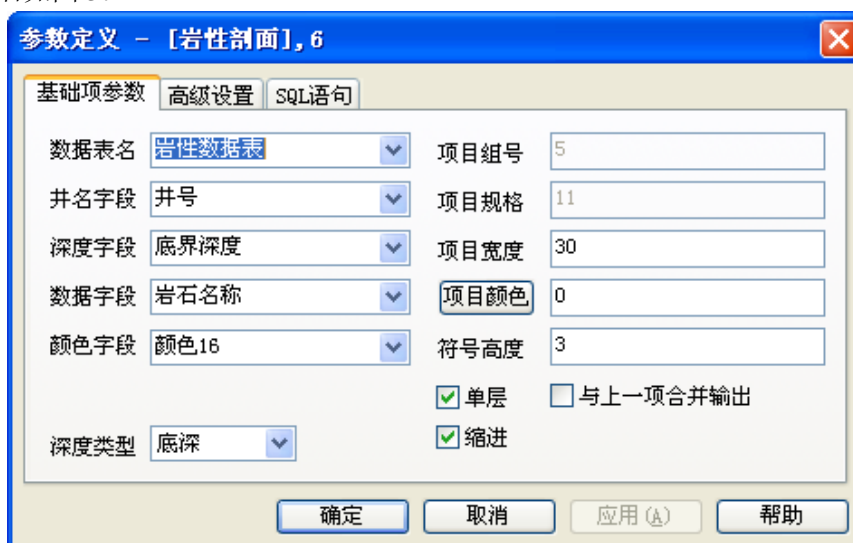 参数定义 - [岩性剖面],6
基础项参数 高级设置 SQL语句
数据表名 岩性数据表 项目组号 5
井名字段 井号 项目规格 11
深度字段 底界深度 项目宽度 30
数据字段 岩石名称 项目颜色 0
颜色字段 颜色16 符号高度 3
单层 与上一项合并输出
深度类型 底深 缩进
确定 取消 应用(A) 帮助